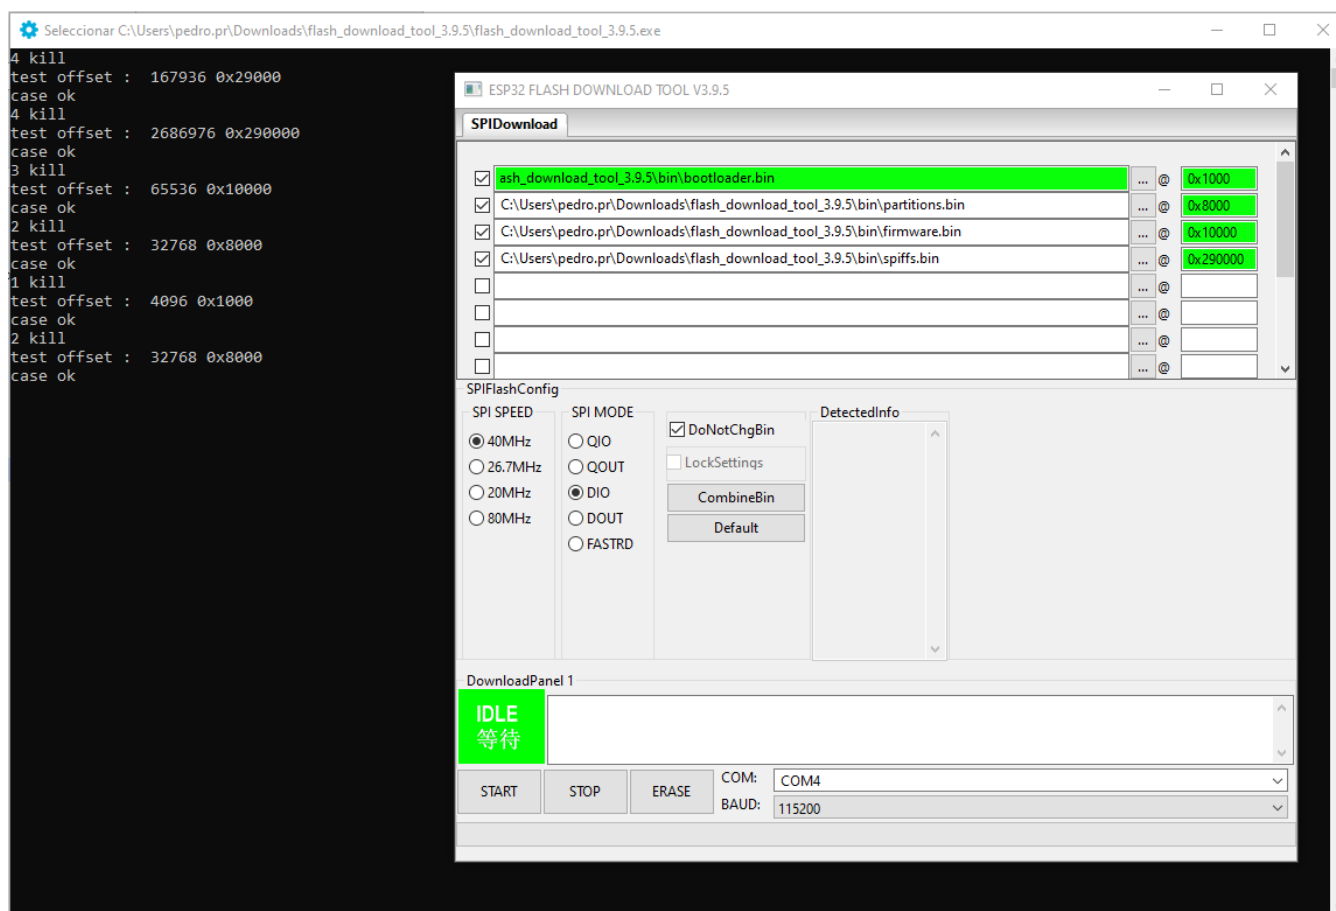 Seleccionar C:\Users\pedro.pr\Downloads\flash_download_tool_3.9.5\flash_download_tool_3.9.5.exe
4 kill
test offset :  167936 0x29000
case ok
4 kill
test offset :  2686976 0x290000
case ok
3 kill
test offset :  65536 0x10000
case ok
2 kill
test offset :  32768 0x8000
case ok
1 kill
test offset :  4096 0x1000
case ok
2 kill
test offset :  32768 0x8000
case ok
ESP32 FLASH DOWNLOAD TOOL V3.9.5
SPIDownload
ash_download_tool_3.9.5\bin\bootloader.bin ... @ 0x1000
C:\Users\pedro.pr\Downloads\flash_download_tool_3.9.5\bin\partitions.bin ... @ 0x8000
C:\Users\pedro.pr\Downloads\flash_download_tool_3.9.5\bin\firmware.bin ... @ 0x10000
C:\Users\pedro.pr\Downloads\flash_download_tool_3.9.5\bin\spiffs.bin ... @ 0x290000
... @
... @
... @
... @
SPIFlashConfig
SPI SPEED
40MHz
26.7MHz
20MHz
80MHz
SPI MODE
QIO
QOUT
DIO
DOUT
FASTRD
DoNotChgBin
LockSettings
CombineBin
Default
DetectedInfo
DownloadPanel 1
IDLE
等待
START STOP ERASE
COM: COM4
BAUD: 115200